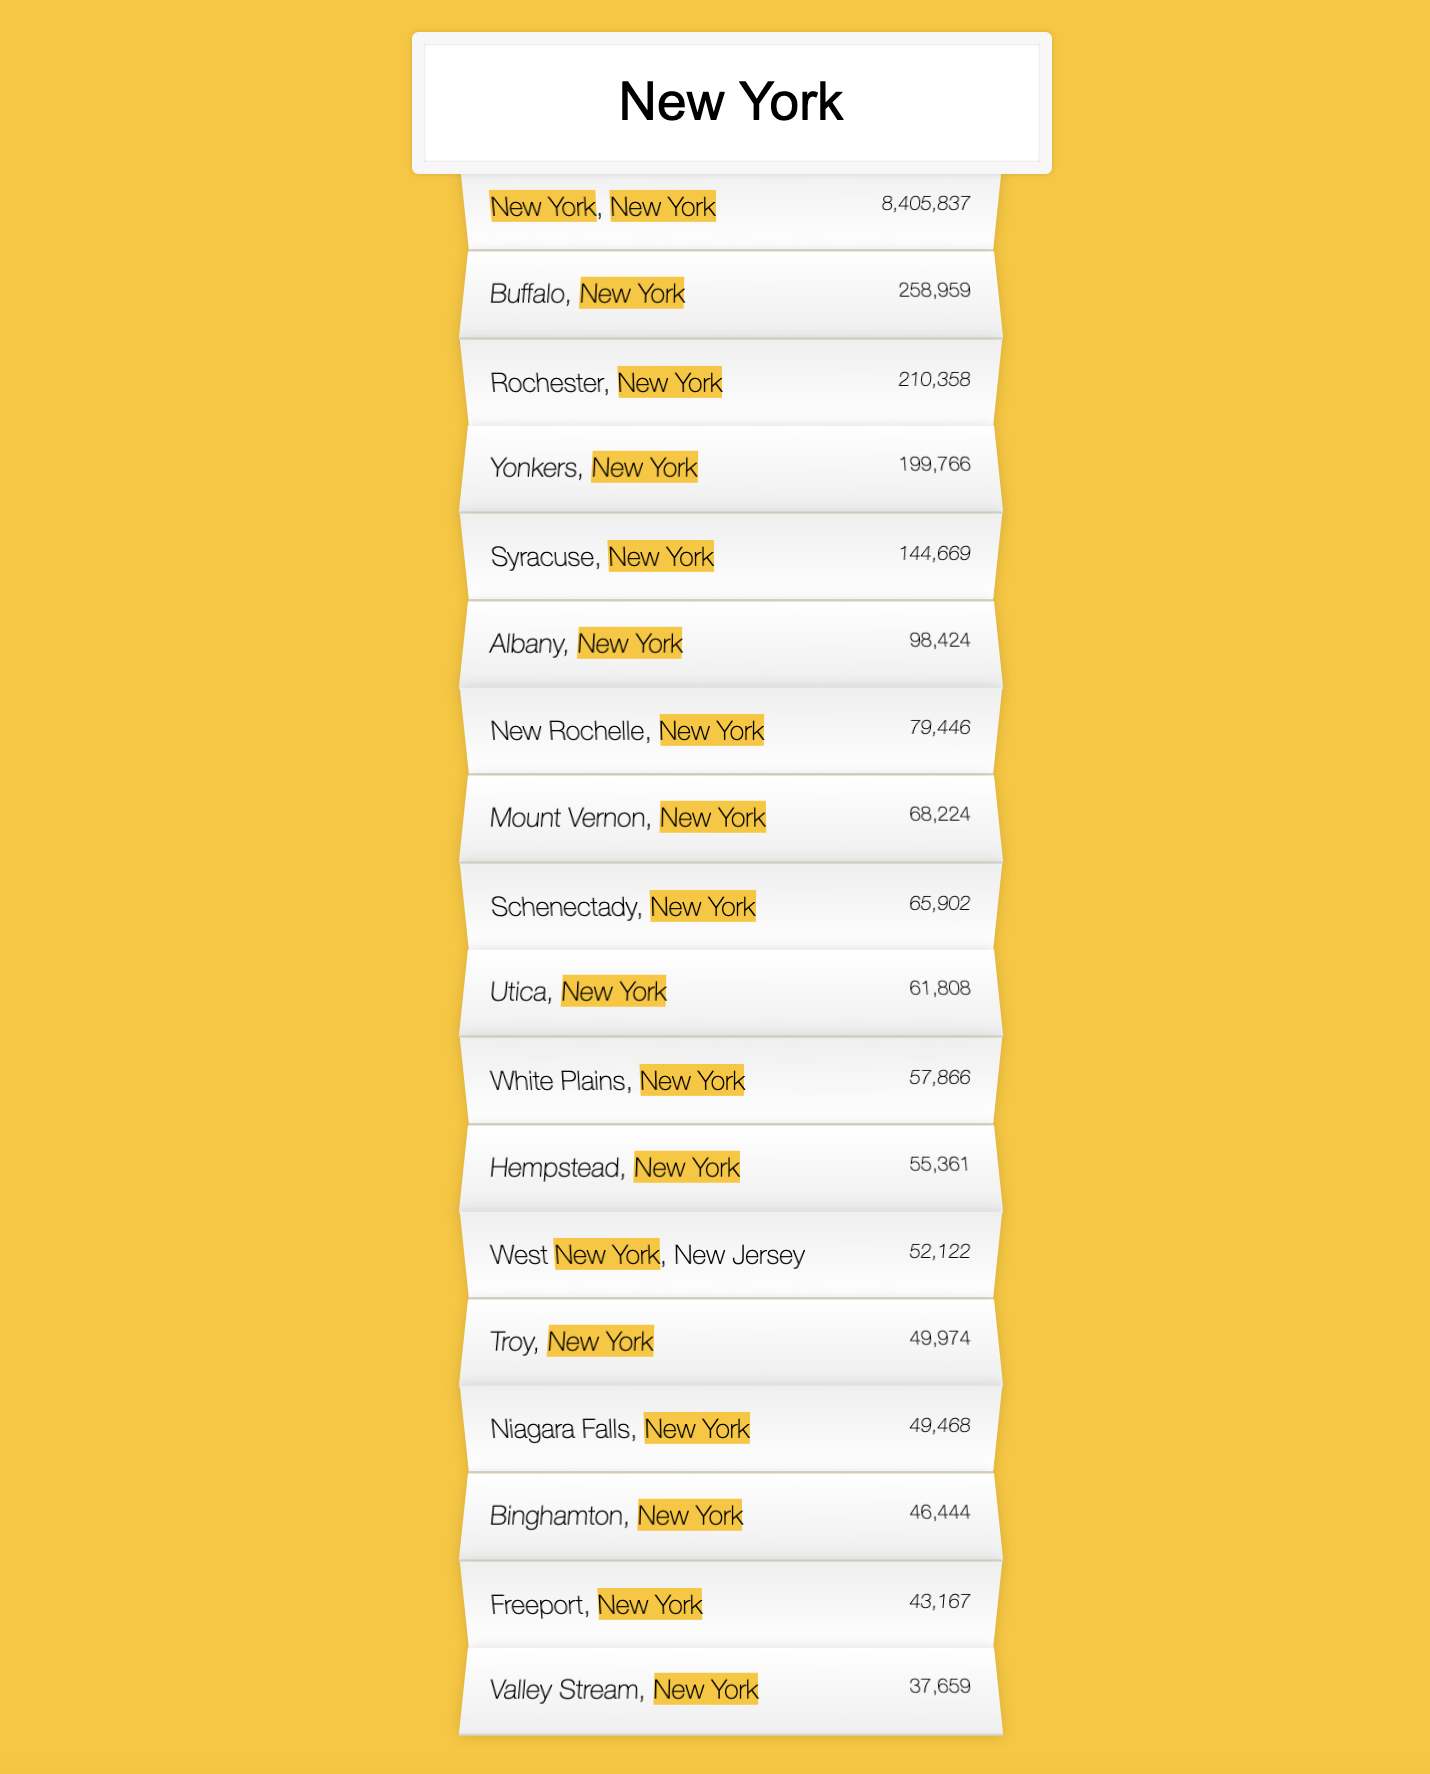 New York
New York, New York 8,405,837
Buffalo, New York 258,959
Rochester, New York 210,358
Yonkers, New York 199,766
Syracuse, New York 144,669
Albany, New York 98,424
New Rochelle, New York 79,446
Mount Vernon, New York 68,224
Schenectady, New York 65,902
Utica, New York 61,808
White Plains, New York 57,866
Hempstead, New York 55,361
West New York, New Jersey 52,122
Troy, New York 49,974
Niagara Falls, New York 49,468
Binghamton, New York 46,444
Freeport, New York 43,167
Valley Stream, New York 37,659